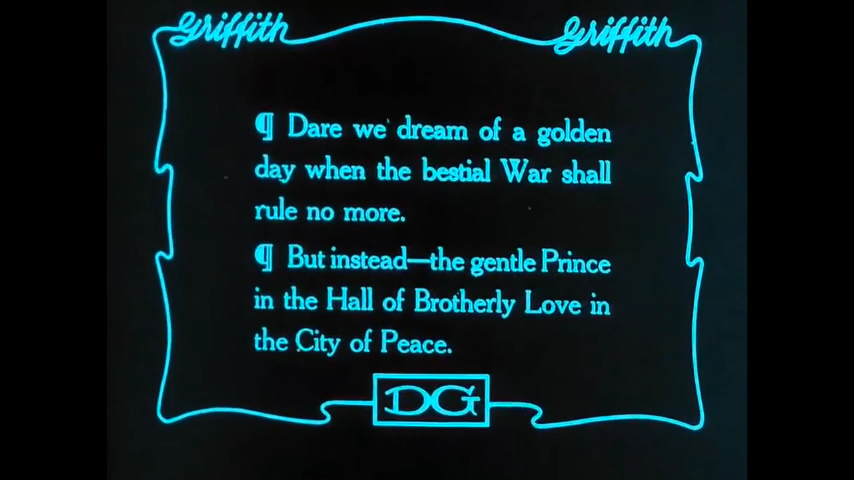 Griffith Griffith
¶ Dare we dream of a golden
day when the bestial War shall
rule no more.
¶ But instead—the gentle Prince
in the Hall of Brotherly Love in
the City of Peace.
DG